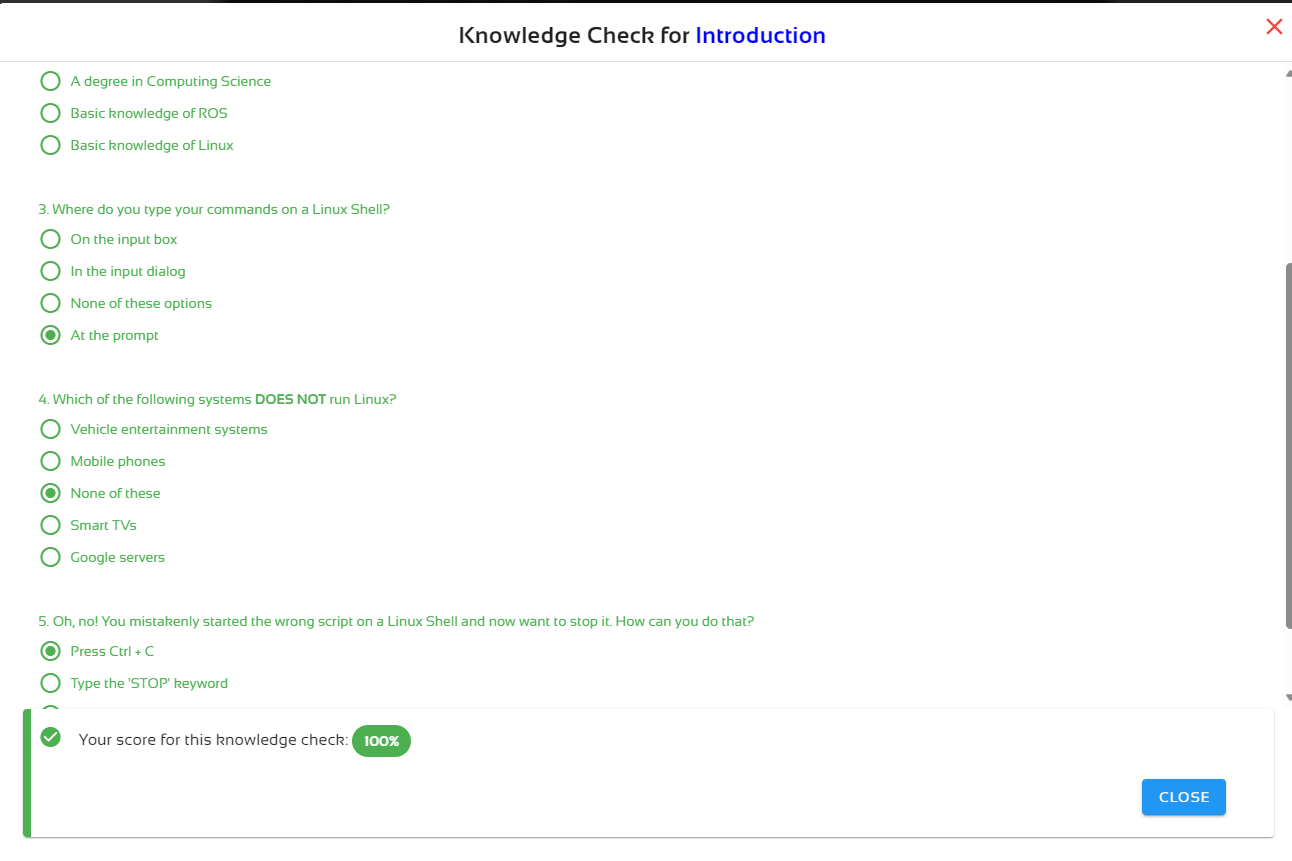 Knowledge Check for Introduction
A degree in Computing Science
Basic knowledge of ROS
Basic knowledge of Linux
3. Where do you type your commands on a Linux Shell?
On the input box
In the input dialog
None of these options
At the prompt
4. Which of the following systems DOES NOT run Linux?
Vehicle entertainment systems
Mobile phones
None of these
Smart TVs
Google servers
5. Oh, no! You mistakenly started the wrong script on a Linux Shell and now want to stop it. How can you do that?
Press Ctrl + C
Type the 'STOP' keyword
Your score for this knowledge check: 100%
CLOSE